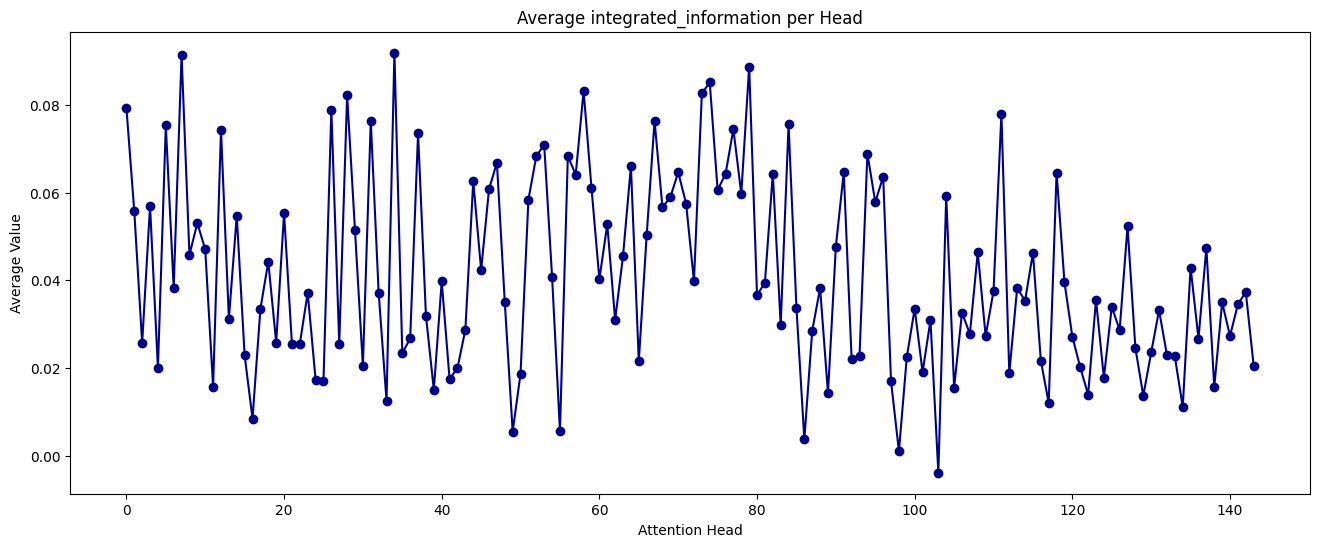 Average integrated_information per Head
Average Value
0.08
0.06
0.04
0.02
0.00
0 20 40 60 80 100 120 140
Attention Head